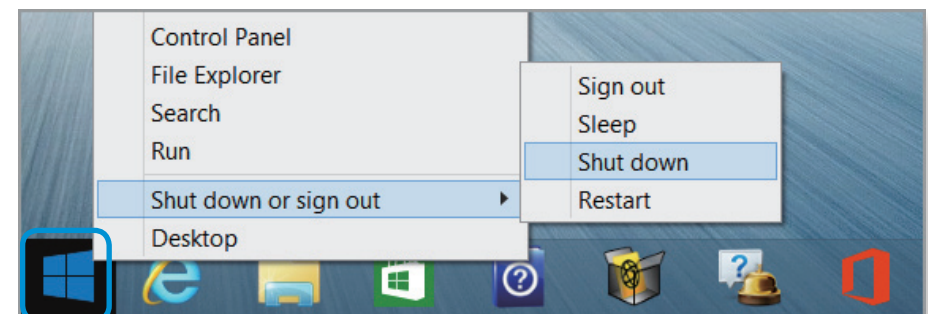 Control Panel
File Explorer
Search
Run
Shut down or sign out
Desktop
Sign out
Sleep
Shut down
Restart
?
?